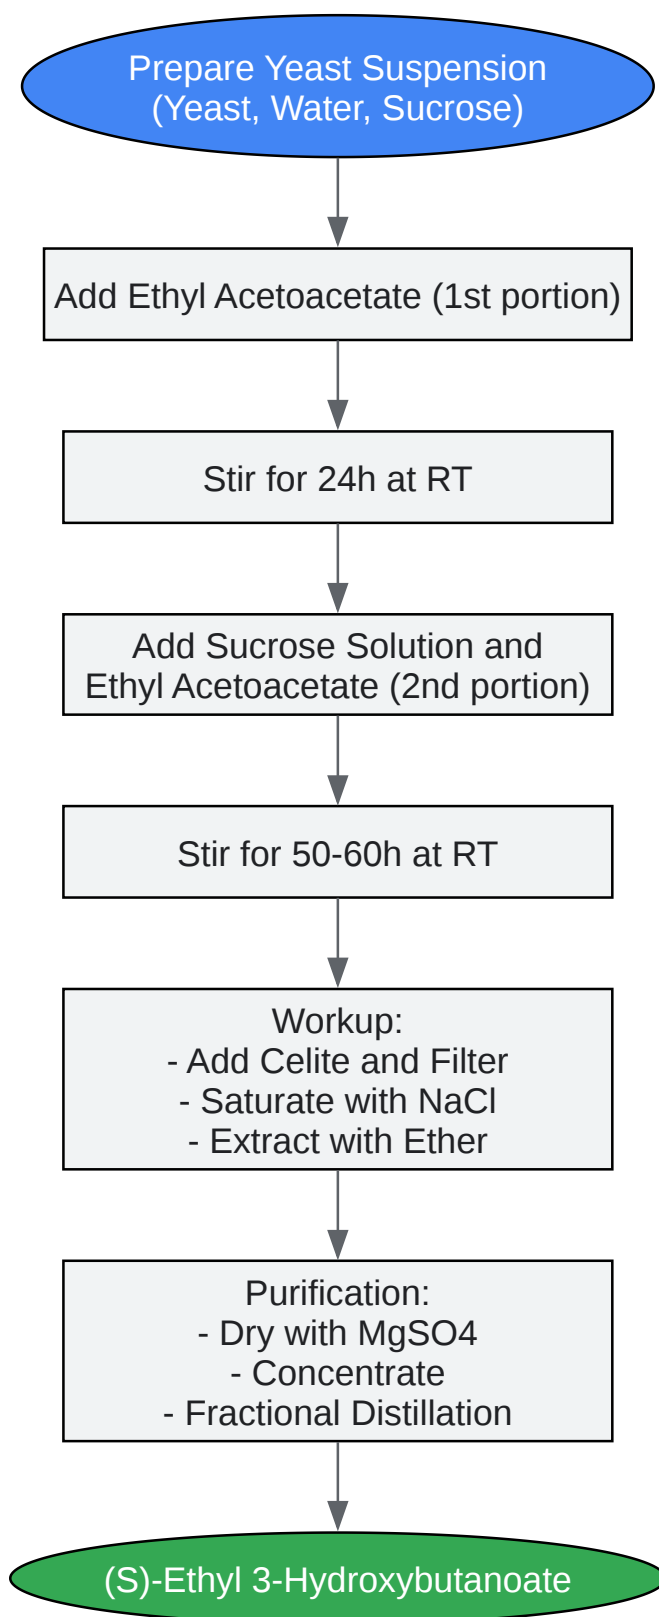 Prepare Yeast Suspension
(Yeast, Water, Sucrose)
Add Ethyl Acetoacetate (1st portion)
Stir for 24h at RT
Add Sucrose Solution and
Ethyl Acetoacetate (2nd portion)
Stir for 50-60h at RT
Workup:
- Add Celite and Filter
- Saturate with NaCl
- Extract with Ether
Purification:
- Dry with MgSO4
- Concentrate
- Fractional Distillation
(S)-Ethyl 3-Hydroxybutanoate